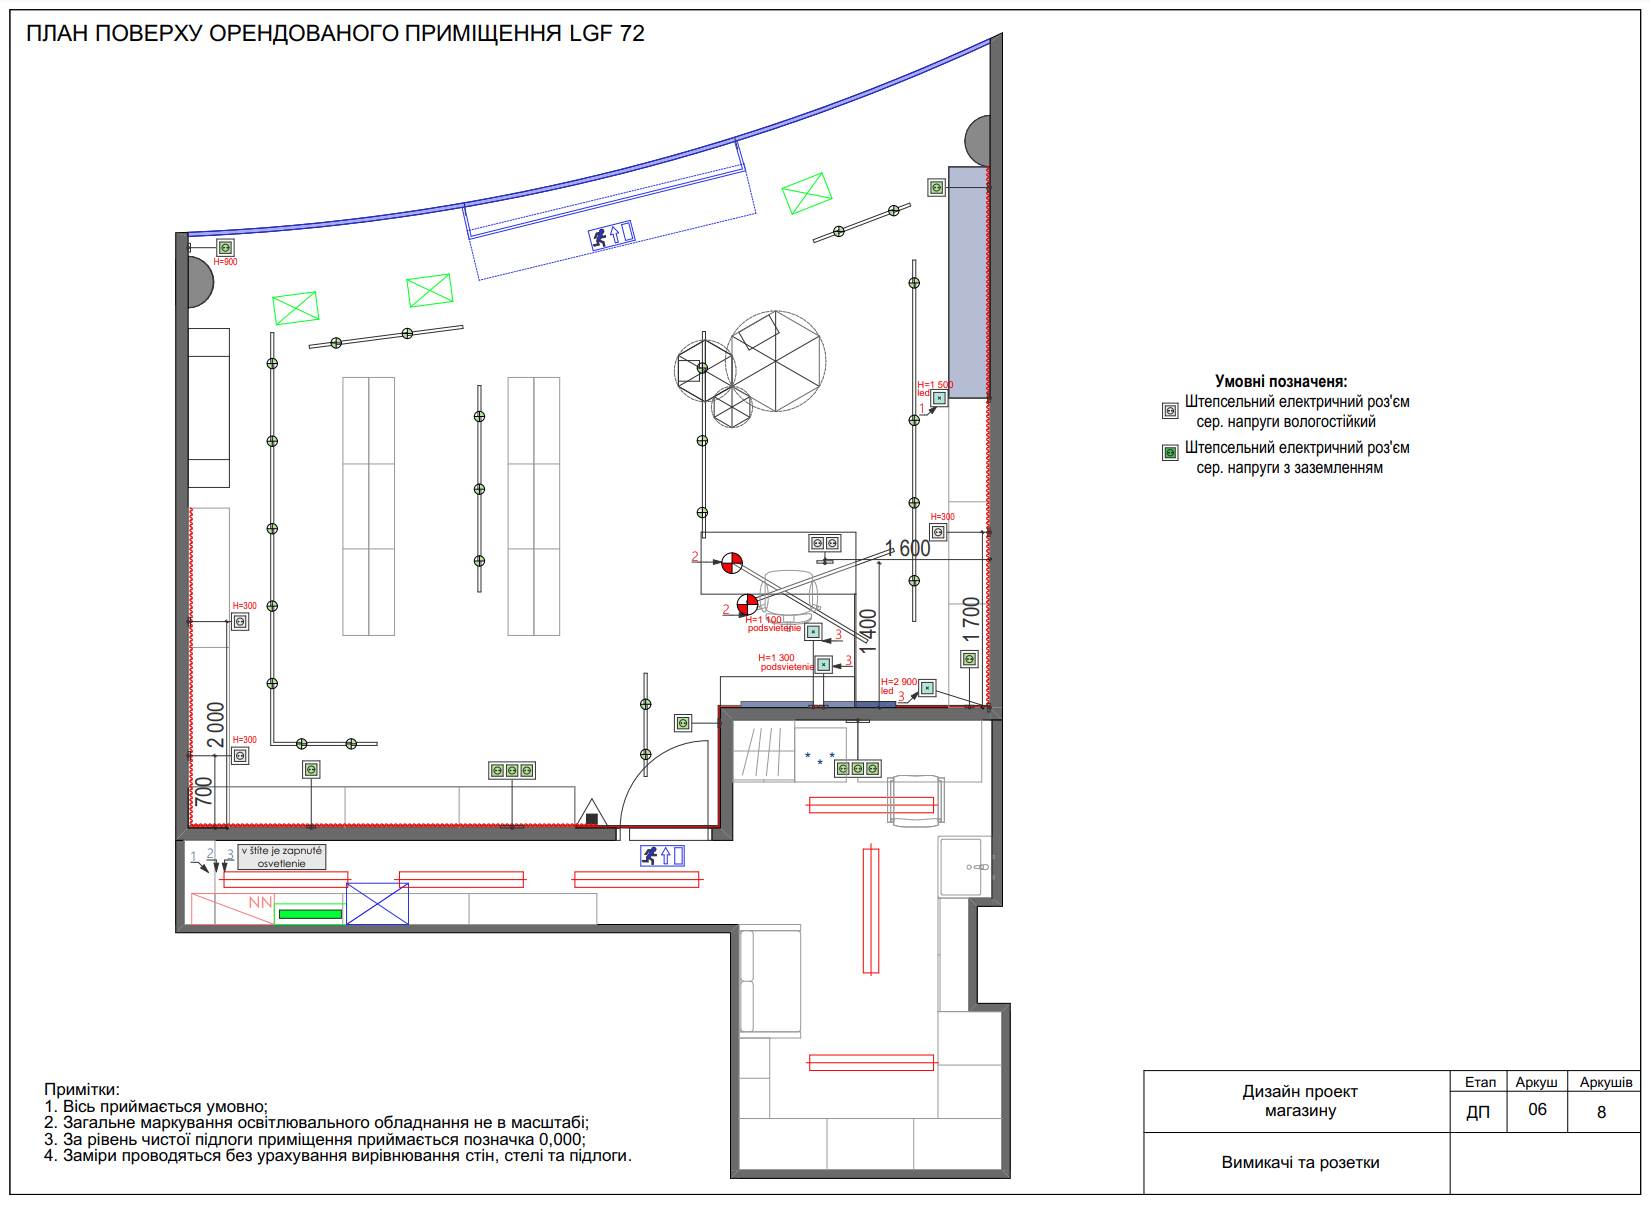 ПЛАН ПОВЕРХУ ОРЕНДОВАНОГО ПРИМІЩЕННЯ LGF 72
H=900
H=1 500
led
1
Умовні позначеня:
Штепсельний електричний роз'єм
сер. напруги вологостійкий
Штепсельний електричний роз'єм
сер. напруги з заземленням
H=300
1 600
2
2
H=1 100
podsvietenie
3
H=1 300
podsvietenie
3
1 400
1 700
H=2 900
led
3
H=300
2 000
H=300
700
* * *
1 2 3
v štíte je zapnuté
osvetlenie
NN
Примітки:
1. Вісь приймається умовно;
2. Загальне маркування освітлювального обладнання не в масштабі;
3. За рівень чистої підлоги приміщення приймається позначка 0,000;
4. Заміри проводяться без урахування вирівнювання стін, стелі та підлоги.
Дизайн проект
магазину
Етап Аркуш Аркушів
ДП 06 8
Вимикачі та розетки